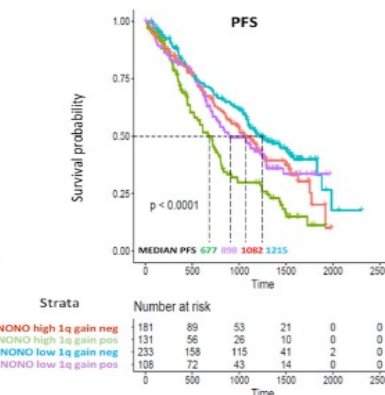 PFS
Survival probability
1.00
0.75
0.50
0.25
0.00
p < 0.0001
MEDIAN PFS 677 898 1082 1215
0 500 1000 1500 2000 2500
Time
Strata
Number at risk
NONO high 1q gain neg 181 89 53 21 0 0
NONO high 1q gain pos 131 56 26 10 0 0
NONO low 1q gain neg 233 158 115 41 2 0
NONO low 1q gain pos 108 72 43 14 0 0
0 500 1000 1500 2000 2500
Time